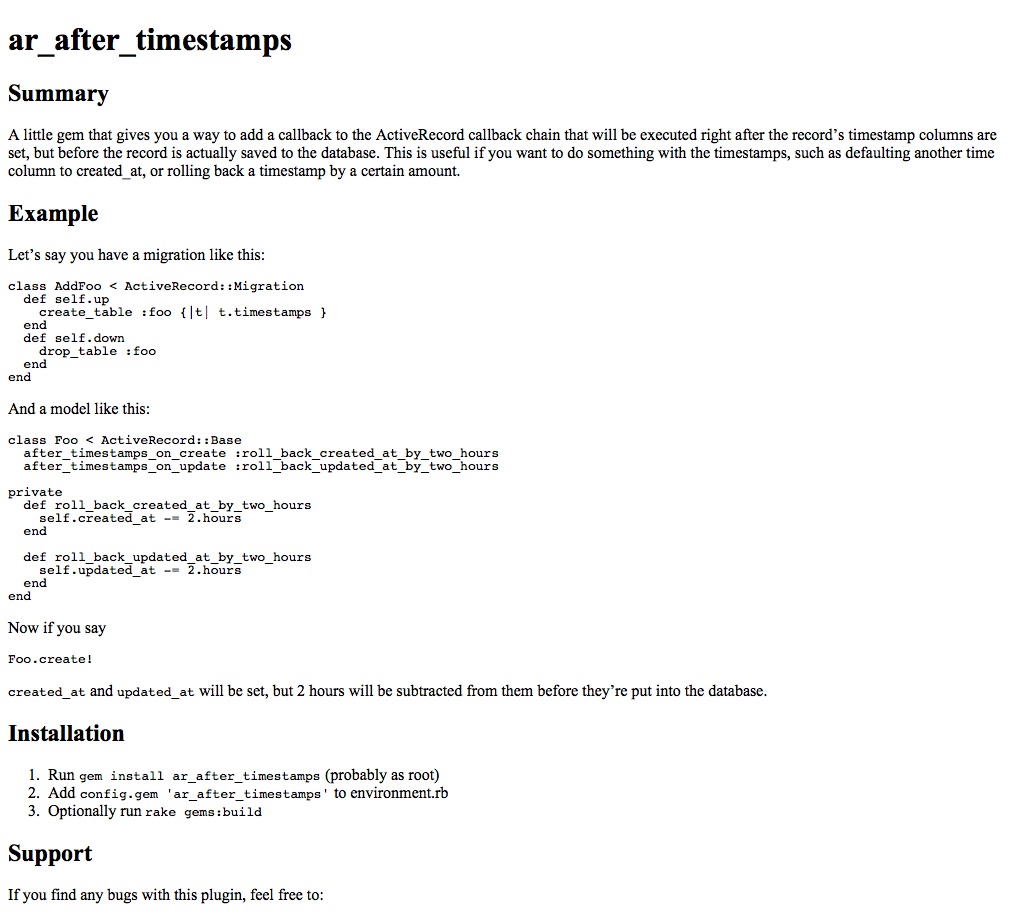 ar_after_timestamps
Summary
A little gem that gives you a way to add a callback to the ActiveRecord callback chain that will be executed right after the record’s timestamp columns are
set, but before the record is actually saved to the database. This is useful if you want to do something with the timestamps, such as defaulting another time
column to created_at, or rolling back a timestamp by a certain amount.
Example
Let’s say you have a migration like this:
class AddFoo < ActiveRecord::Migration
  def self.up
    create_table :foo {|t| t.timestamps }
  end
  def self.down
    drop_table :foo
  end
end
And a model like this:
class Foo < ActiveRecord::Base
  after_timestamps_on_create :roll_back_created_at_by_two_hours
  after_timestamps_on_update :roll_back_updated_at_by_two_hours
private
  def roll_back_created_at_by_two_hours
    self.created_at -= 2.hours
  end
  def roll_back_updated_at_by_two_hours
    self.updated_at -= 2.hours
  end
end
Now if you say
Foo.create!
created_at and updated_at will be set, but 2 hours will be subtracted from them before they’re put into the database.
Installation
1. Run gem install ar_after_timestamps (probably as root)
2. Add config.gem 'ar_after_timestamps' to environment.rb
3. Optionally run rake gems:build
Support
If you find any bugs with this plugin, feel free to: